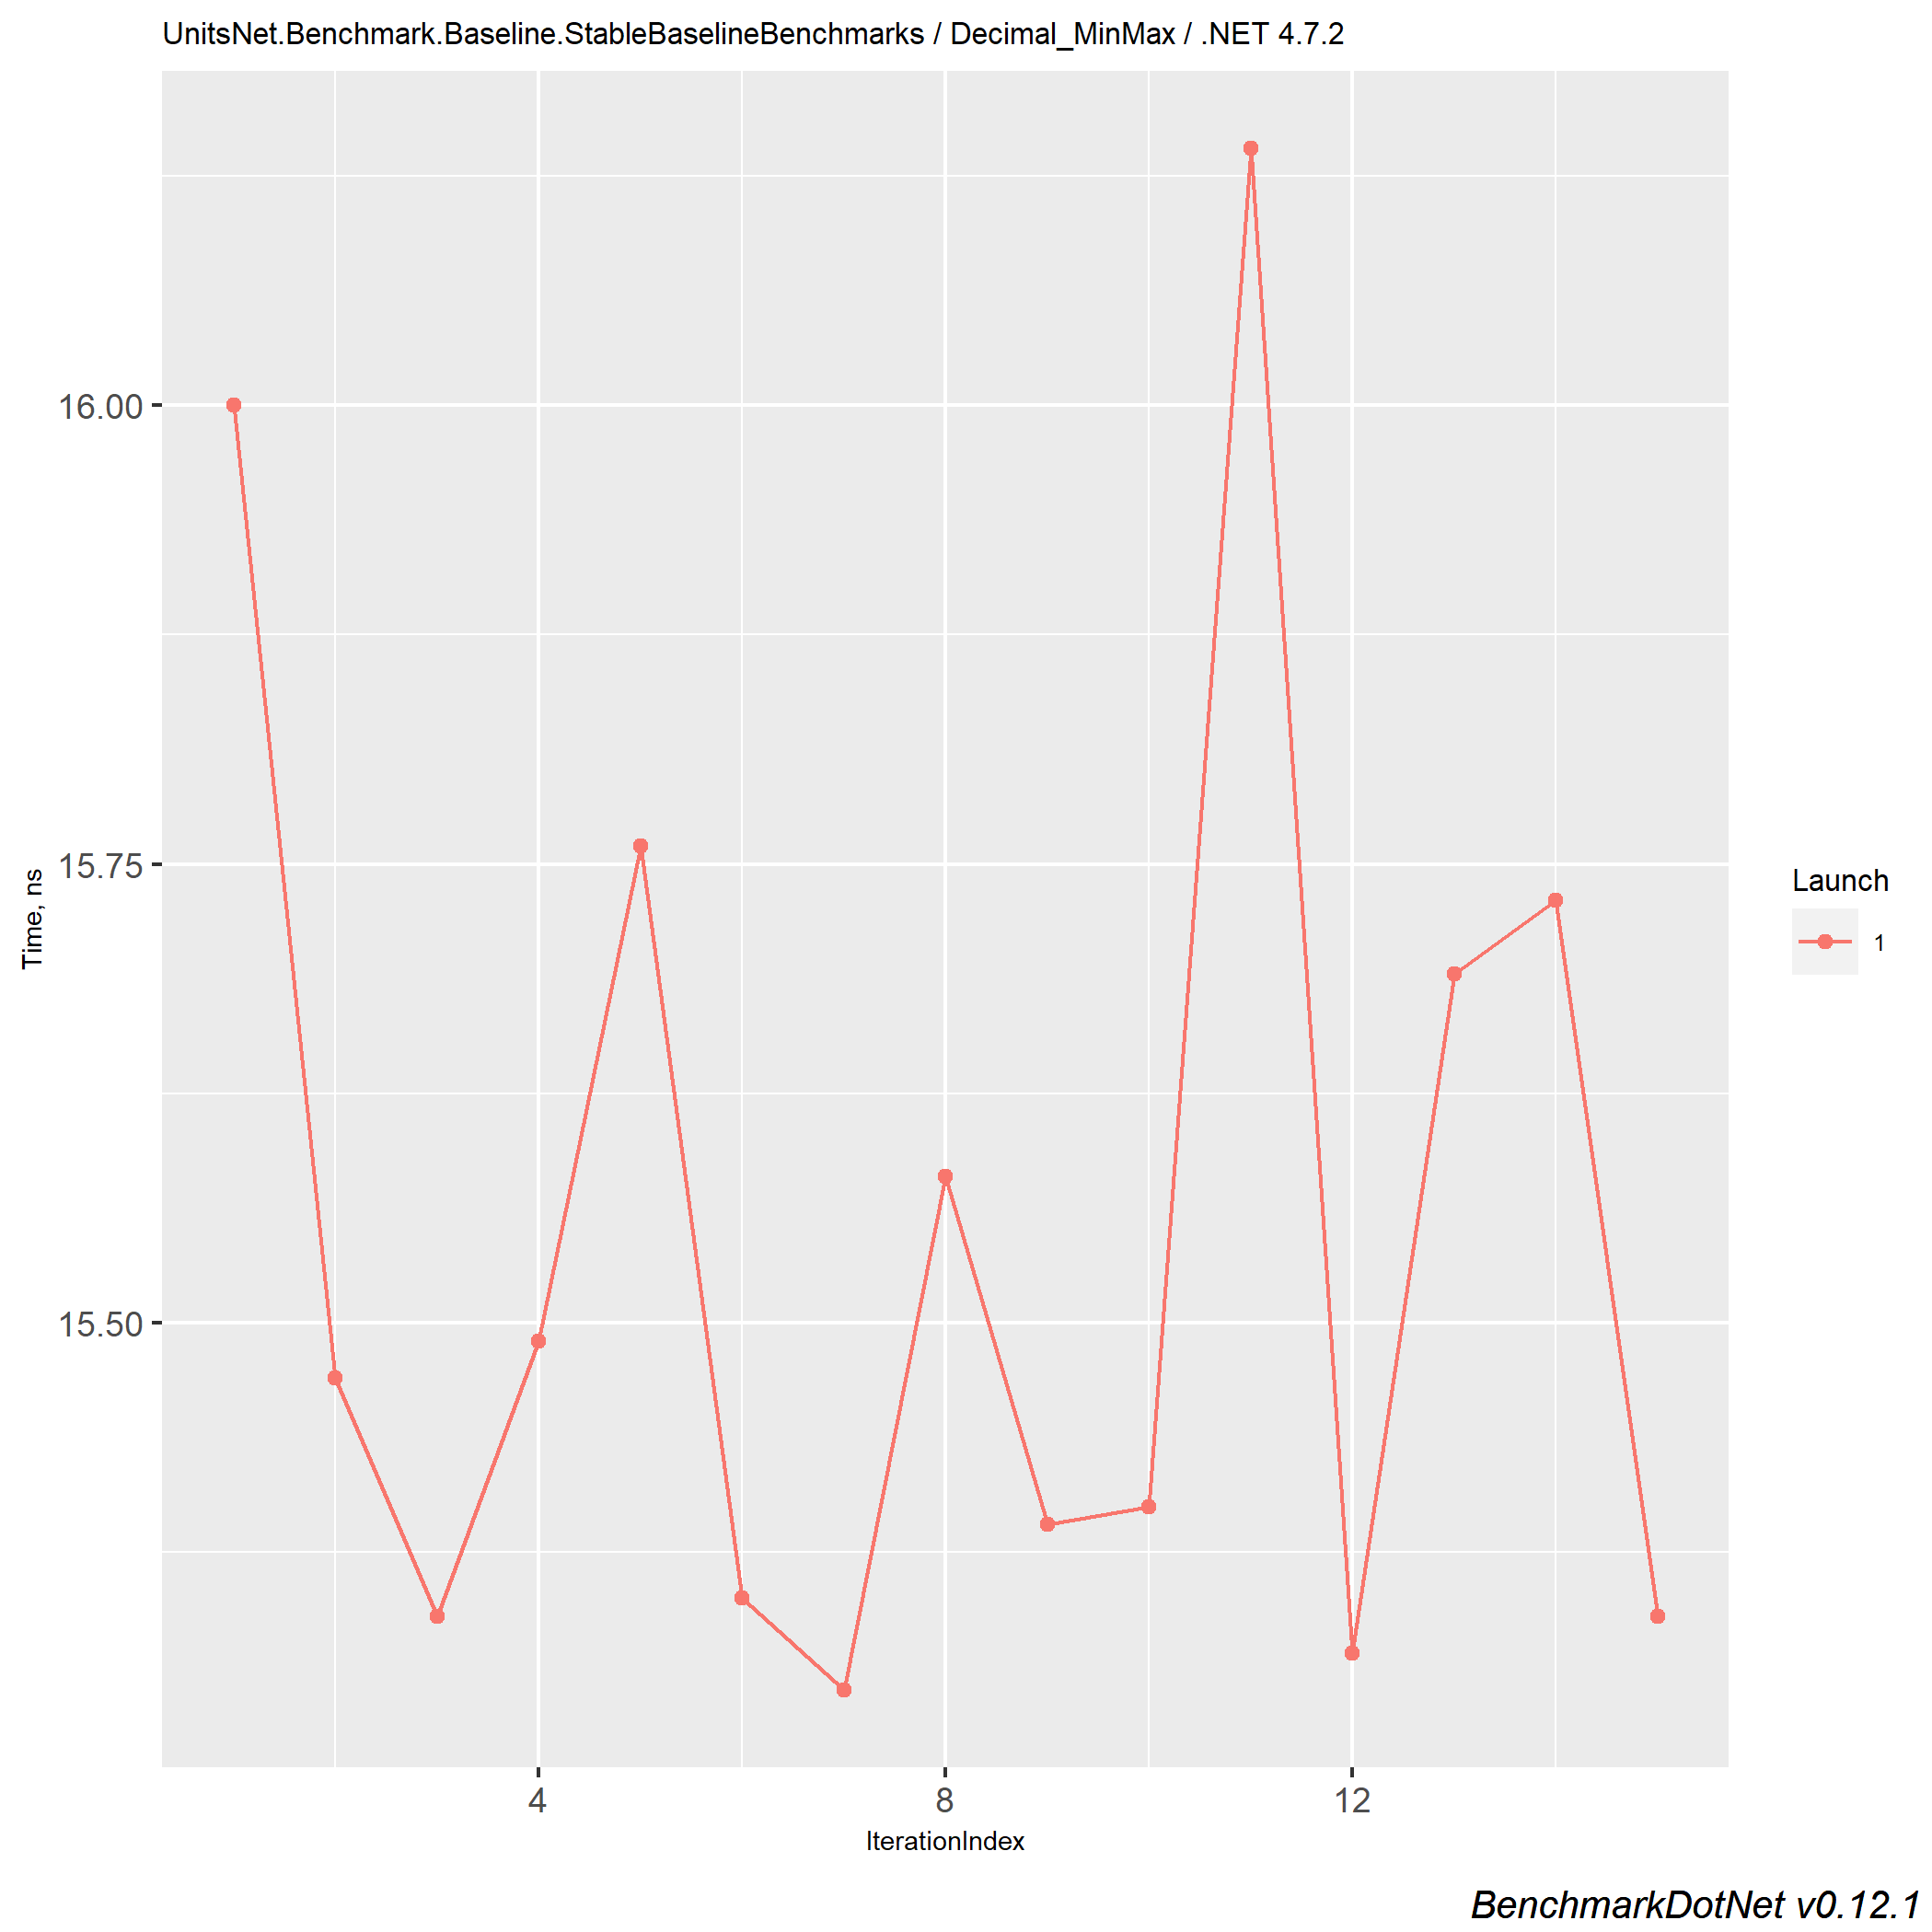 UnitsNet.Benchmark.Baseline.StableBaselineBenchmarks / Decimal_MinMax / .NET 4.7.2
16.00
15.75
15.50
Time, ns
4 8 12
IterationIndex
Launch
1
BenchmarkDotNet v0.12.1